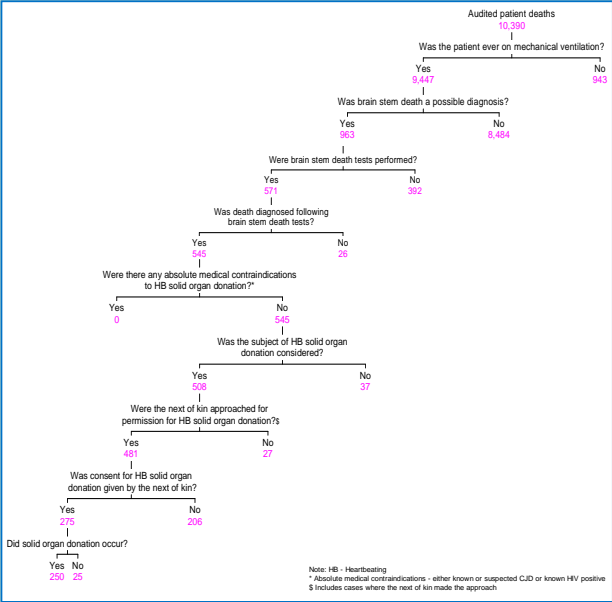 Audited patient deaths
10,390
Was the patient ever on mechanical ventilation?
Yes No
9,447 943
Was brain stem death a possible diagnosis?
Yes No
963 8,484
Were brain stem death tests performed?
Yes No
571 392
Was death diagnosed following
brain stem death tests?
Yes No
545 26
Were there any absolute medical contraindications
to HB solid organ donation?*
Yes No
0 545
Was the subject of HB solid organ
donation considered?
Yes No
508 37
Were the next of kin approached for
permission for HB solid organ donation?$
Yes No
481 27
Was consent for HB solid organ
donation given by the next of kin?
Yes No
275 206
Did solid organ donation occur?
Yes No
250 25
Note: HB - Heartbeating
* Absolute medical contraindications - either known or suspected CJD or known HIV positive
$ Includes cases where the next of kin made the approach